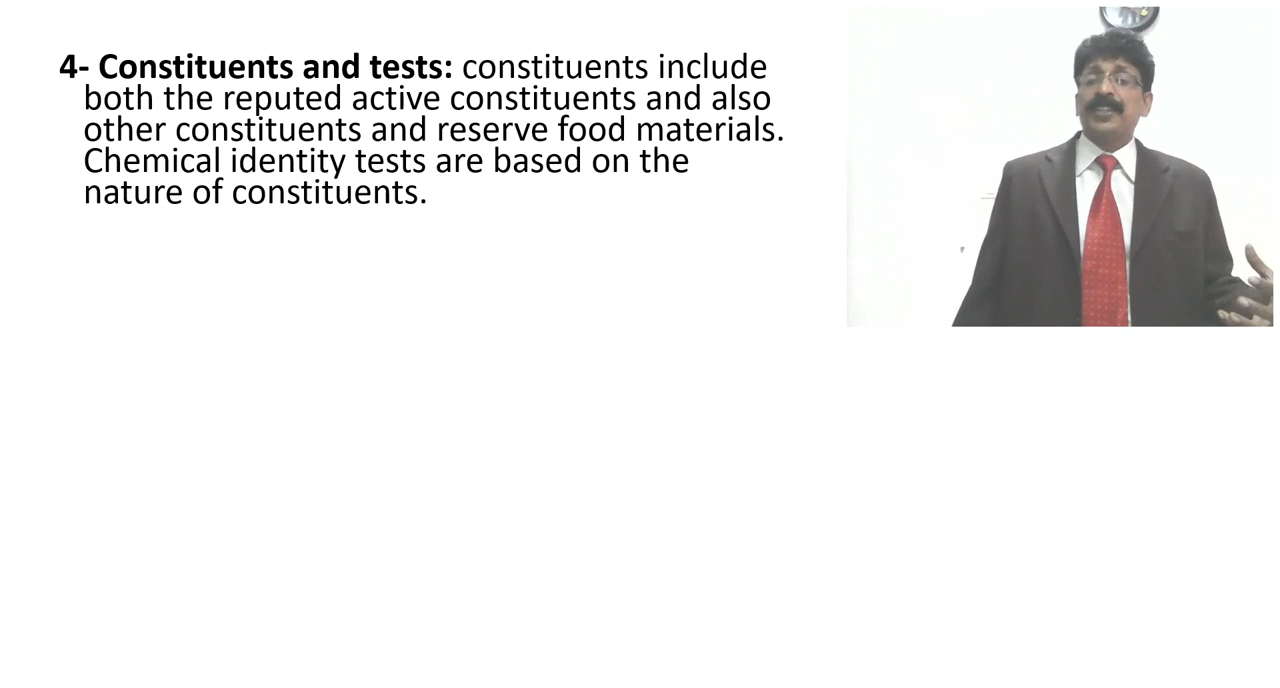 4- Constituents and tests: constituents include
both the reputed active constituents and also
other constituents and reserve food materials.
Chemical identity tests are based on the
nature of constituents.